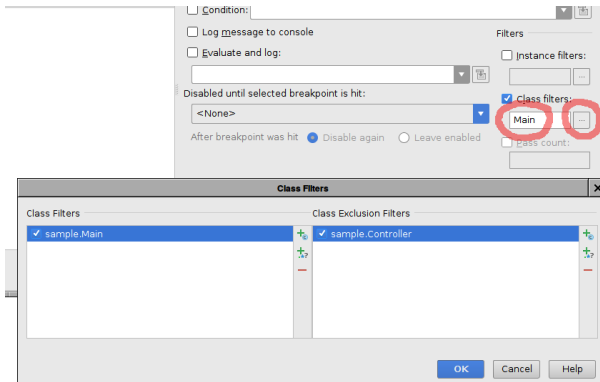 Condition:
Log message to console
Filters
Evaluate and log:
Instance filters:
...
Disabled until selected breakpoint is hit:
Class filters:
<None>
Main
...
After breakpoint was hit
Disable again
Leave enabled
Pass count:
Class Filters
X
Class Filters
Class Exclusion Filters
sample.Main
sample.Controller
OK
Cancel
Help